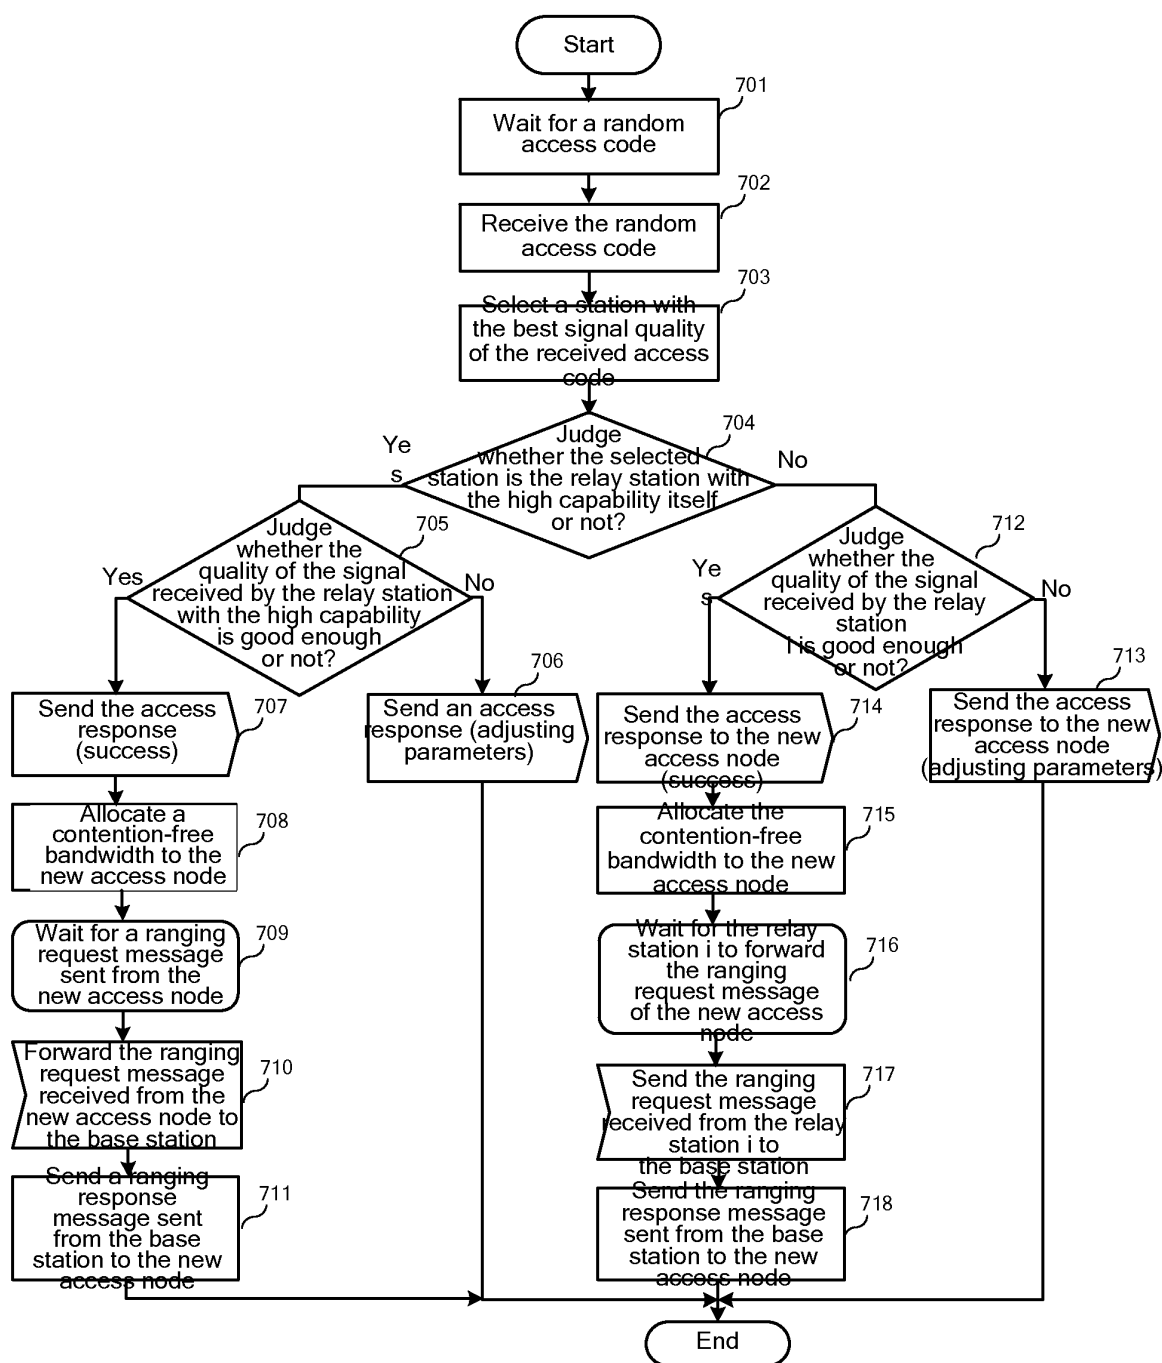 Start
701
Wait for a random
access code
702
Receive the random
access code
703
Select a station with
the best signal quality
of the received access
code
704
Judge
whether the selected
station is the relay station with
the high capability itself
or not?
Ye
s
No
705
Judge
whether the
quality of the signal
received by the relay station
with the high capability
is good enough
or not?
Yes
No
712
Judge
whether the
quality of the signal
received by the relay
station
i is good enough
or not?
Ye
s
No
707
Send the access
response
(success)
706
Send an access
response (adjusting
parameters)
714
Send the access
response to the new
access node
(success)
713
Send the access
response to the new
access node
(adjusting parameters)
708
Allocate a
contention-free
bandwidth to the
new access node
715
Allocate the
contention-free
bandwidth to the new
access node
709
Wait for a ranging
request message
sent from the
new access node
716
Wait for the relay
station i to forward
the ranging
request message
of the new access
node
710
Forward the ranging
request message
received from the
new access node to
the base station
717
Send the ranging
request message
received from the relay
station i to
the base station
711
Send a ranging
response
message sent
from the base
station to the new
access node
718
Send the ranging
response message
sent from the base
station to the new
access node
End